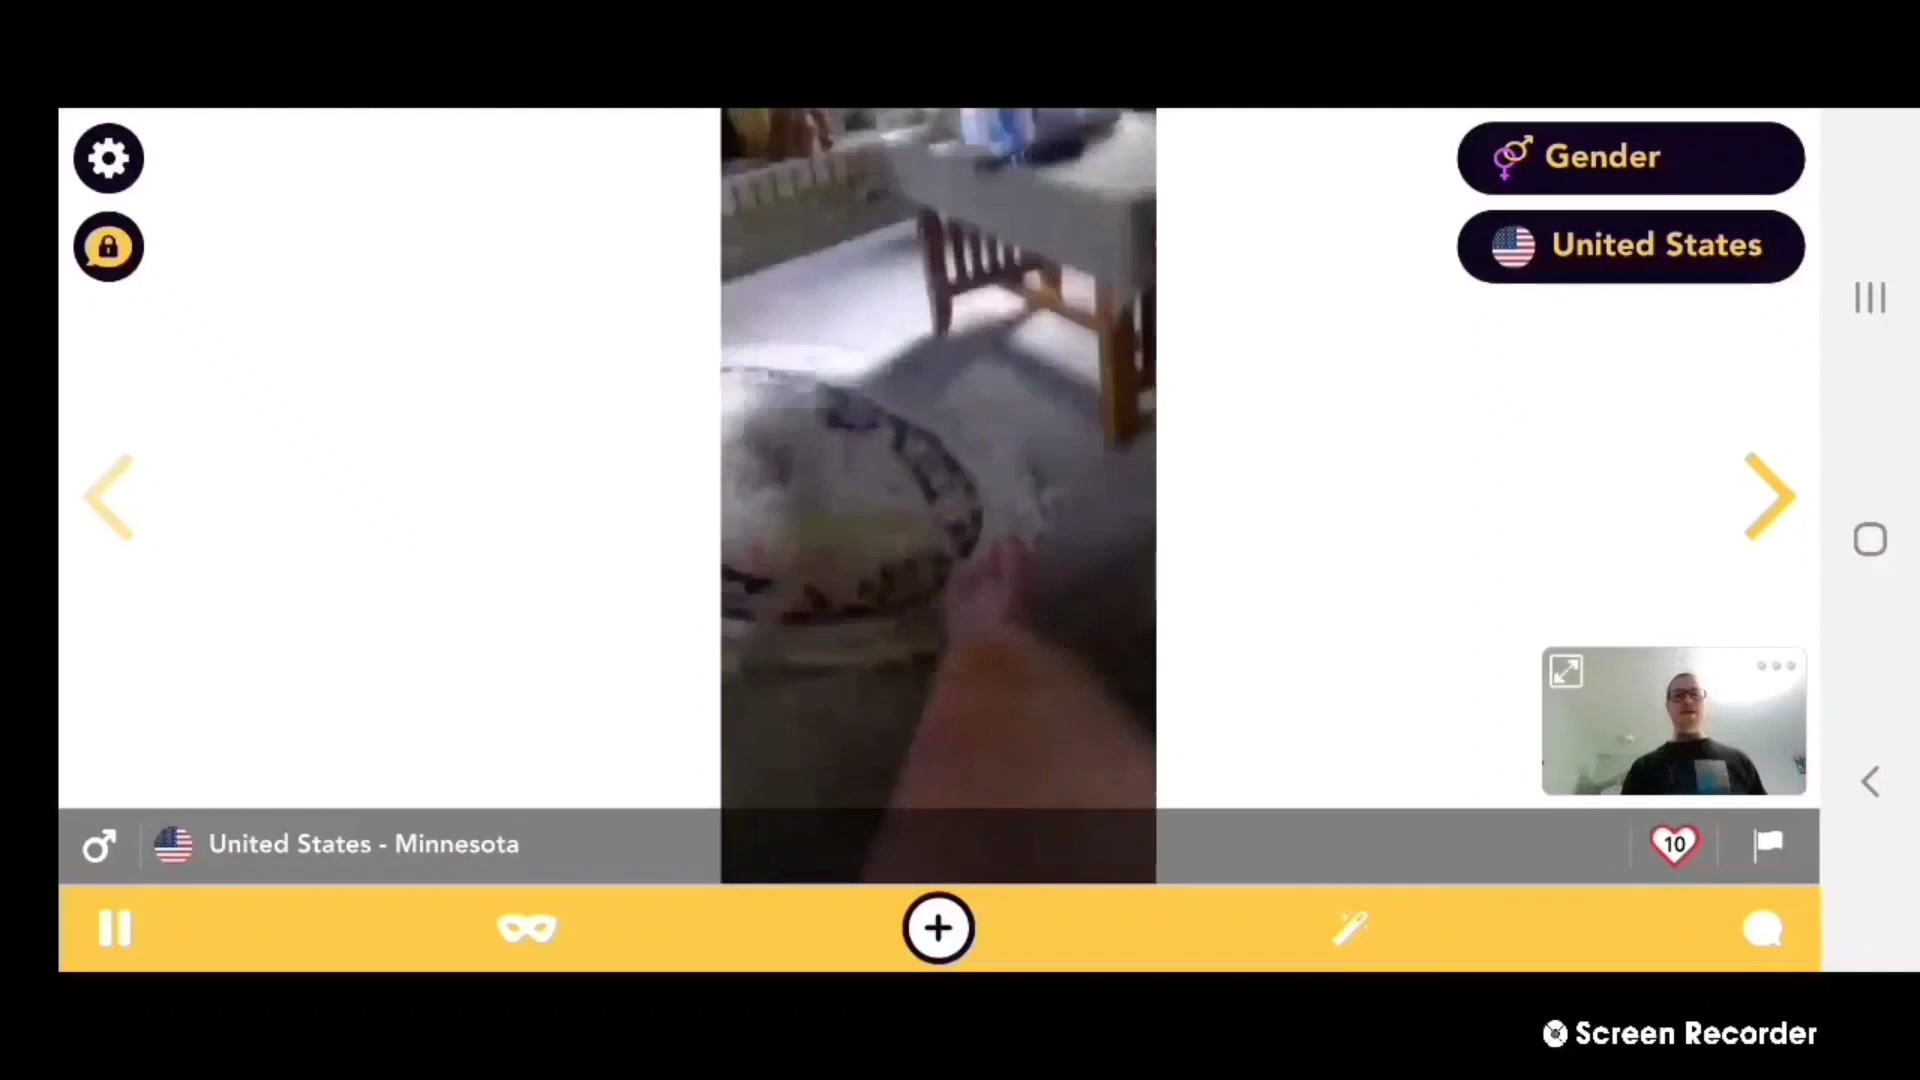 Gender
United States
United States - Minnesota
10
Screen Recorder